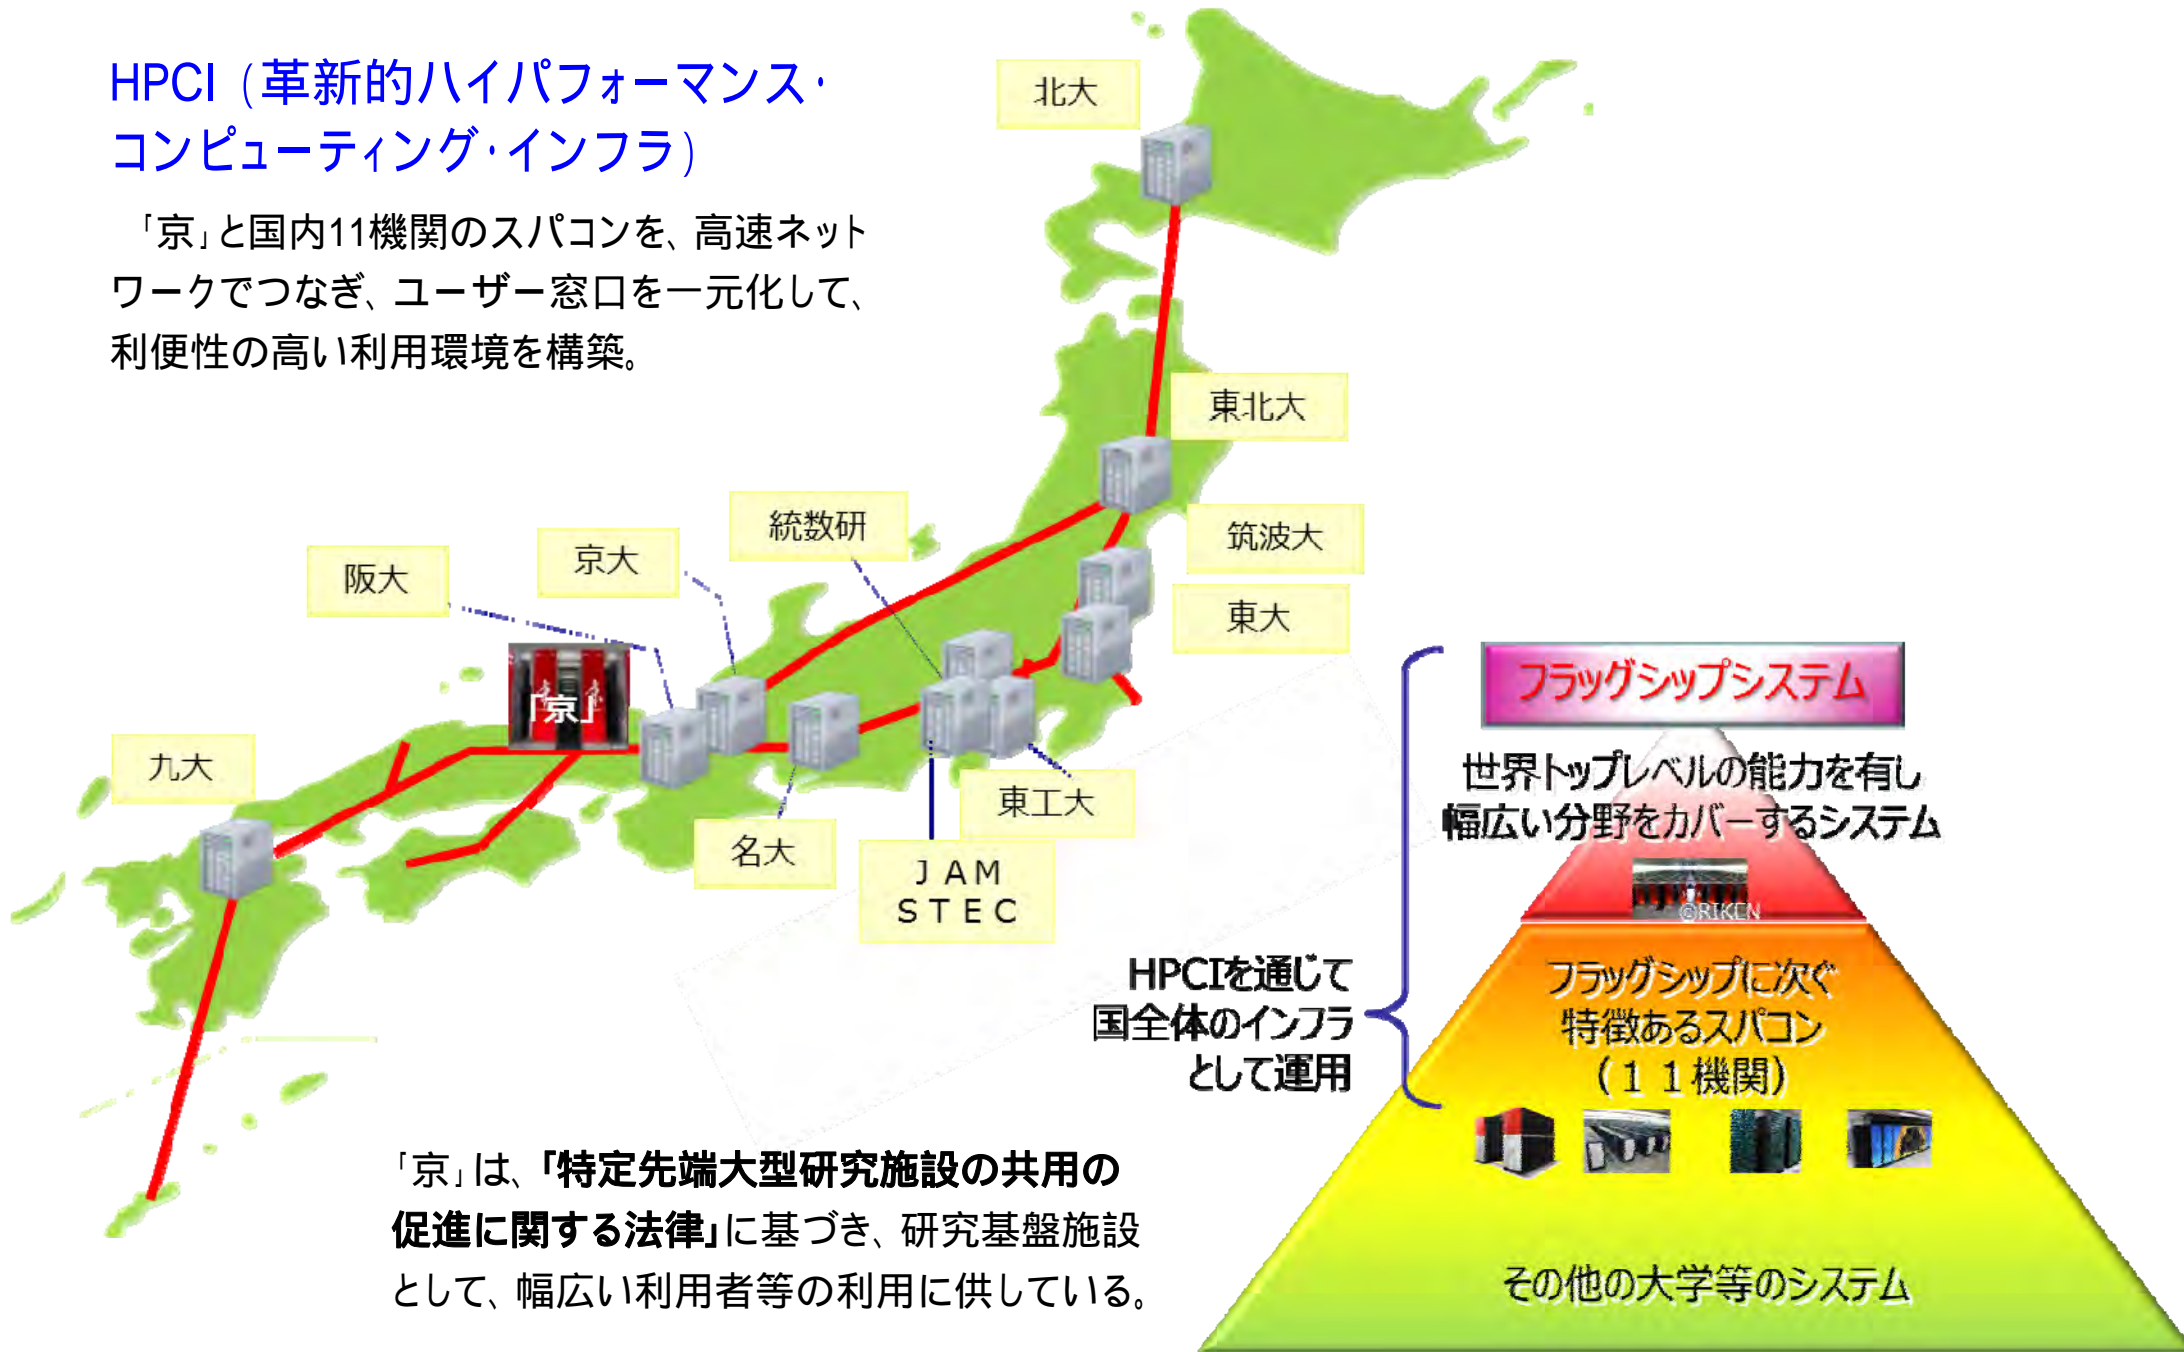 HPCI（革新的ハイパフォーマンス・
コンピューティング・インフラ）
「京」と国内11機関のスパコンを、高速ネット
ワークでつなぎ、ユーザー窓口を一元化して、
利便性の高い利用環境を構築。
北大
東北大
筑波大
東大
統数研
京大
阪大
「京」
九大
名大
東工大
JAM
STEC
フラッグシップシステム
世界トップレベルの能力を有し
幅広い分野をカバーするシステム
©RIKEN
HPCIを通じて
国全体のインフラ
として運用
フラッグシップに次ぐ
特徴あるスパコン
（１１機関）
その他の大学等のシステム
「京」は、「特定先端大型研究施設の共用の
促進に関する法律」に基づき、研究基盤施設
として、幅広い利用者等の利用に供している。